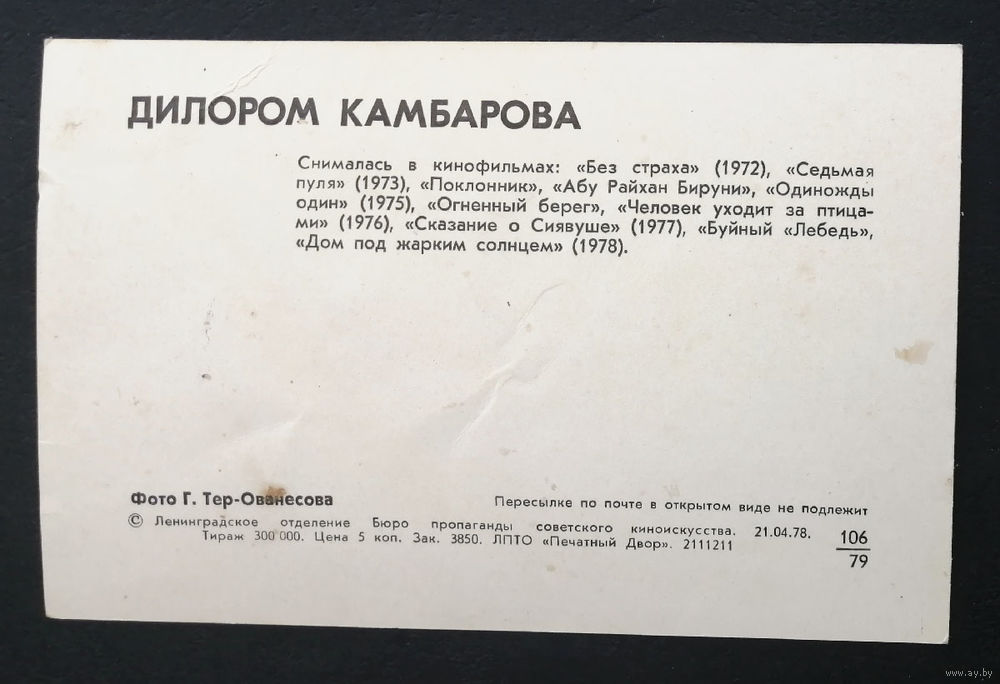 ДИЛОРОМ КАМБАРОВА
Снималась в кинофильмах: «Без страха» (1972), «Седьмая
пуля» (1973), «Поклонник», «Абу Райхан Бируни», «Одиножды
один» (1975), «Огненный берег», «Человек уходит за птица-
ми» (1976), «Сказание о Сиявуше» (1977), «Буйный «Лебедь»,
«Дом под жарким солнцем» (1978).
Фото Г. Тер-Ованесова
Пересылке по почте в открытом виде не подлежит
© Ленинградское отделение Бюро пропаганды советского киноискусства. 21.04.78.
Тираж 300 000. Цена 5 коп. Зак. 3850. ЛПТО «Печатный Двор». 2111211
106
79
www.ay.by